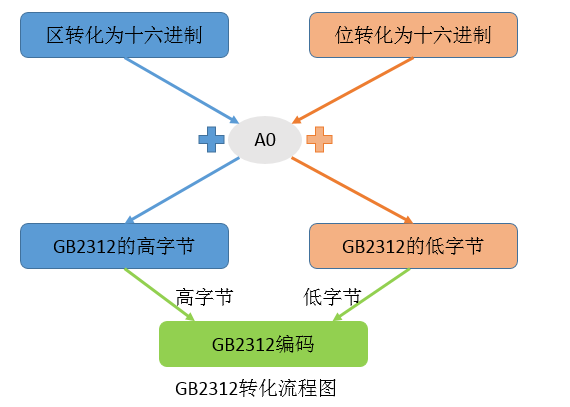 区转化为十六进制
位转化为十六进制
A0
GB2312的高字节
GB2312的低字节
高字节
低字节
GB2312编码
GB2312转化流程图